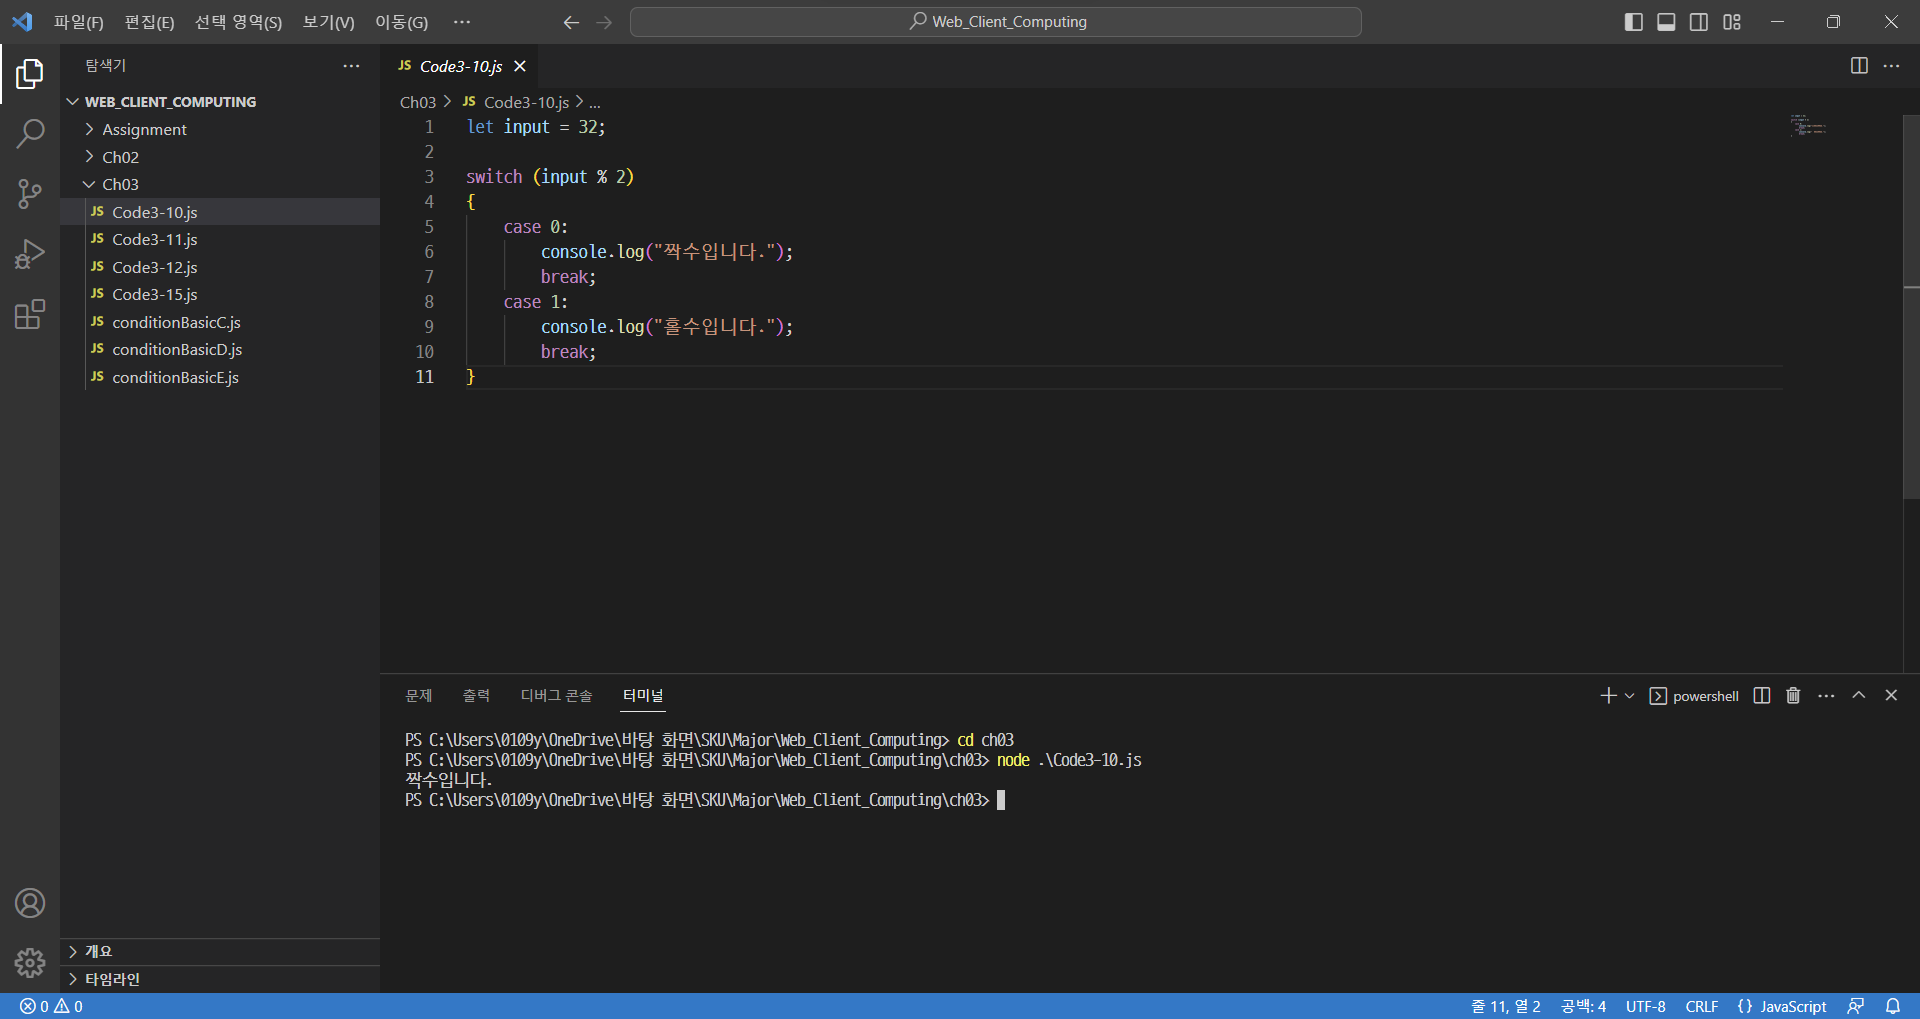 파일(F) 편집(E) 선택 영역(S) 보기(V) 이동(G) ···
Web_Client_Computing
탐색기 ···
WEB_CLIENT_COMPUTING
Assignment
Ch02
Ch03
JS Code3-10.js
JS Code3-11.js
JS Code3-12.js
JS Code3-15.js
JS conditionBasicC.js
JS conditionBasicD.js
JS conditionBasicE.js
개요
타임라인
JS Code3-10.js
Ch03 > JS Code3-10.js > ...
1 let input = 32;
2
3 switch (input % 2)
4 {
5 case 0:
6 console.log("짝수입니다.");
7 break;
8 case 1:
9 console.log("홀수입니다.");
10 break;
11 }
문제 출력 디버그 콘솔 터미널
powershell
PS C:\Users\0109y\OneDrive\바탕 화면\SKU\Major\Web_Client_Computing> cd ch03
PS C:\Users\0109y\OneDrive\바탕 화면\SKU\Major\Web_Client_Computing\ch03> node .\Code3-10.js
짝수입니다.
PS C:\Users\0109y\OneDrive\바탕 화면\SKU\Major\Web_Client_Computing\ch03>
0 0
줄 11, 열 2 공백: 4 UTF-8 CRLF {} JavaScript